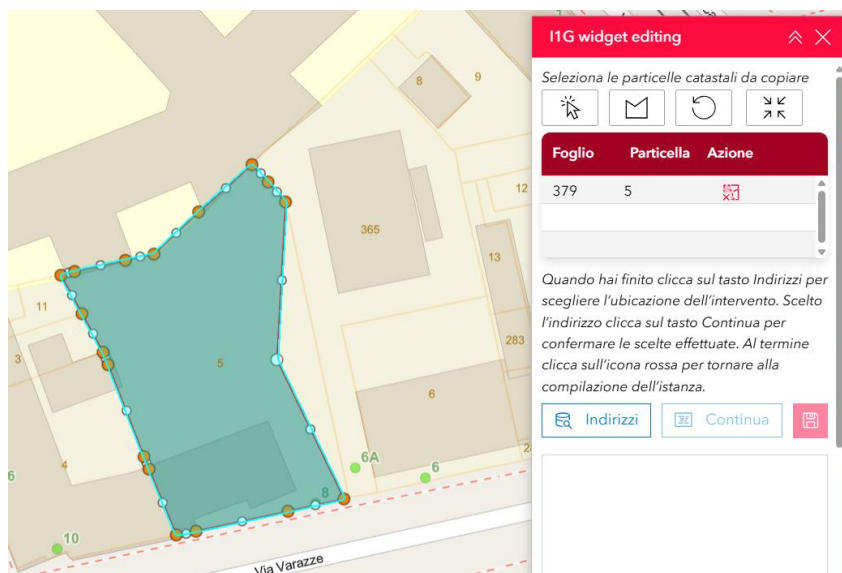 I1G widget editing
Seleziona le particelle catastali da copiare
Foglio Particella Azione
379 5
Quando hai finito clicca sul tasto Indirizzi per
scegliere l'ubicazione dell'intervento. Scelto
l'indirizzo clicca sul tasto Continua per
confermare le scelte effettuate. Al termine
clicca sull'icona rossa per tornare alla
compilazione dell'istanza.
Indirizzi
Continua
8
9
12
365
13
11
3
283
5
6
4
6A
6
8
10
Via Varazze